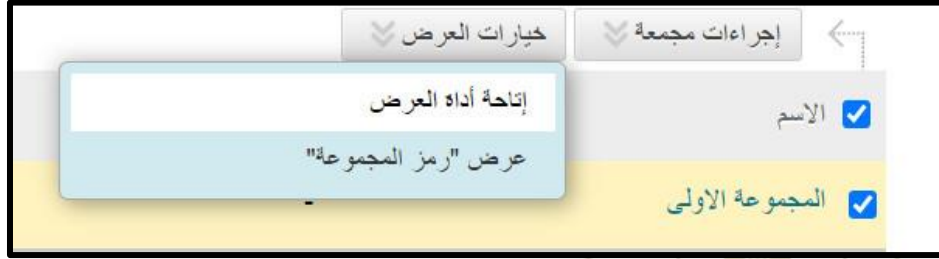 إجراءات مجمعة
خيارات العرض
إتاحة أداة العرض
عرض "رمز المجموعة"
الاسم
المجموعة الاولى
-